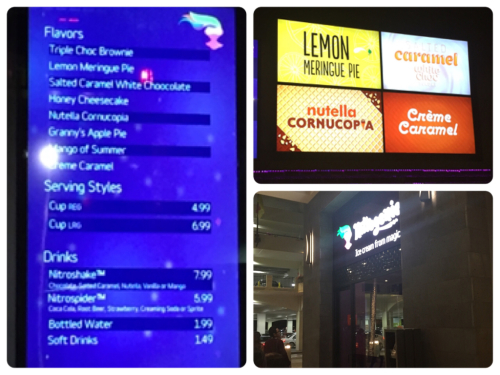 Flavors
Triple Choc Brownie
Lemon Meringue Pie
Salted Caramel White Choocolate
Honey Cheesecake
Nutella Cornucopia
Granny's Apple Pie
Mango of Summer
Creme Caramel
Serving Styles
Cup REG 4.99
Cup LRG 6.99
Drinks
Nitroshake™ 7.99
Chocolate, Salted Caramel, Nutella, Vanilla or Mango
Nitrospider™ 5.99
Coca Cola, Root Beer, Strawberry, Creaming Soda or Sprite
Bottled Water 1.99
Soft Drinks 1.49
LEMON
MERINGUE PIE
caramel
white
choc
nutella
CORNUCOPIA
Crème
Caramel
Ice cream from magic